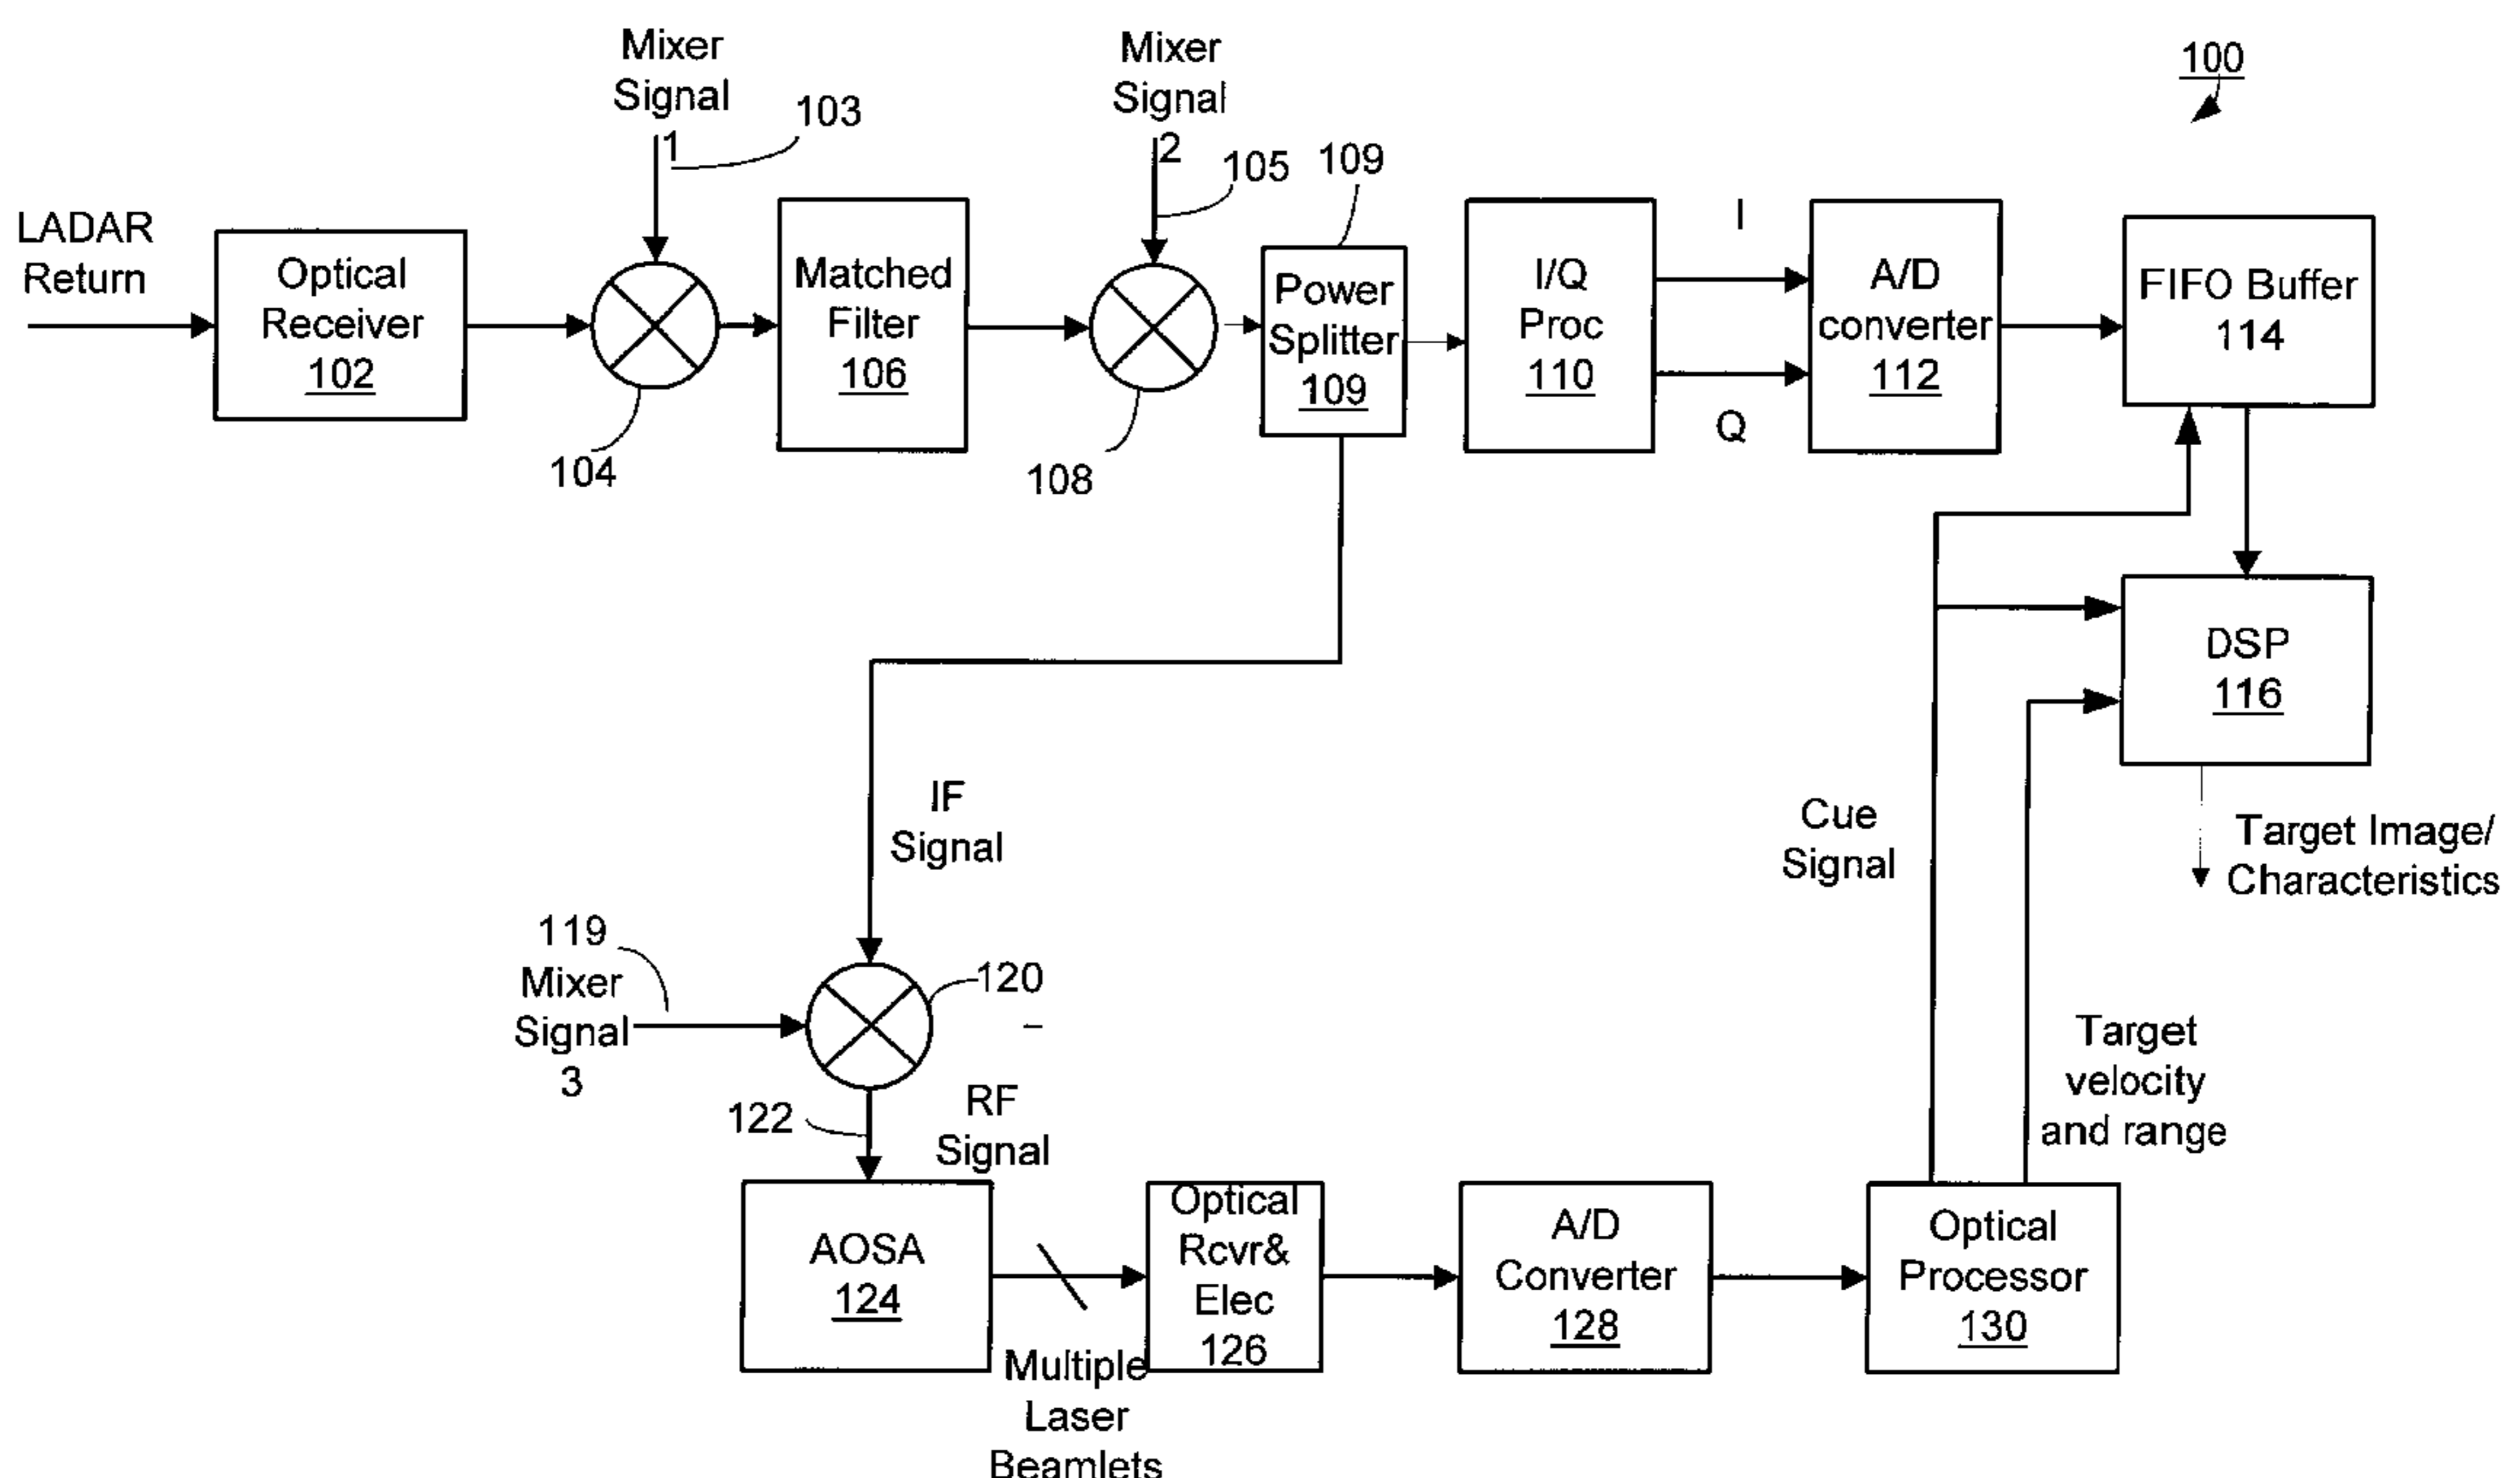 Mixer
Signal
1
103
Mixer
Signal
2
105
109
100
LADAR
Return
Optical
Receiver
102
104
Matched
Filter
106
108
Power
Splitter
109
I/Q
Proc
110
I
Q
A/D
converter
112
FIFO Buffer
114
DSP
116
Target Image/
Characteristics
Cue
Signal
IF
Signal
119
Mixer
Signal
3
120
122
RF
Signal
Target
velocity
and range
AOSA
124
Multiple
Laser
Beamlets
Optical
Rcvr&
Elec
126
A/D
Converter
128
Optical
Processor
130